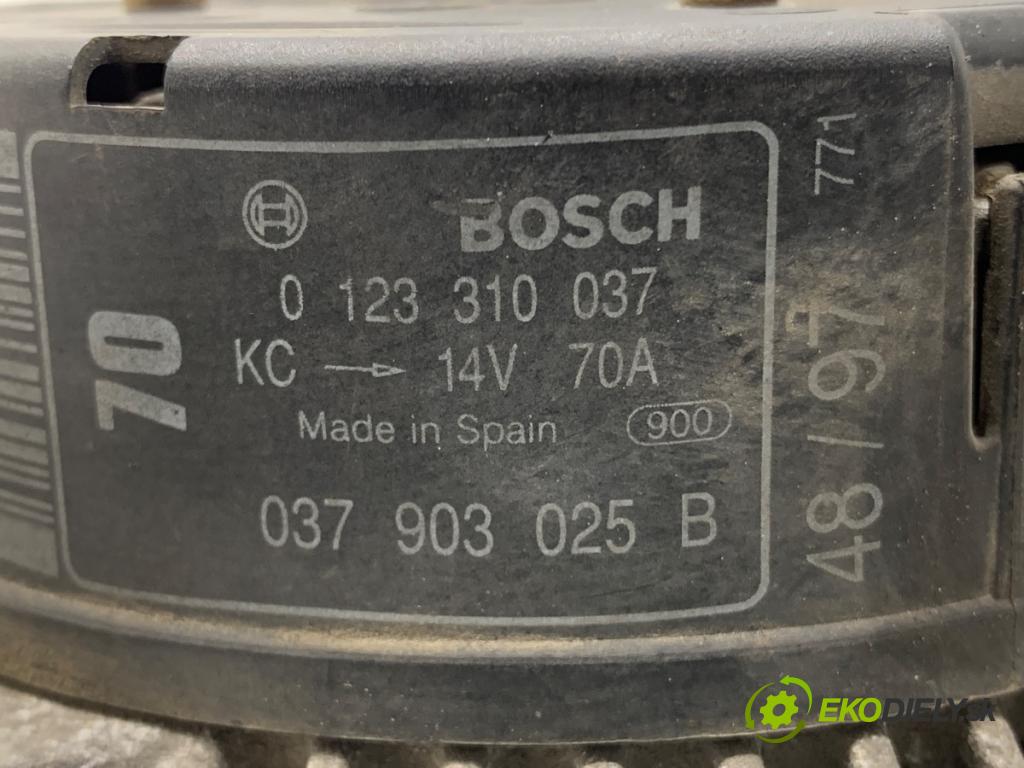 BOSCH
0 123 310 037
KC → 14V 70A
Made in Spain 900
037 903 025 B
70
48/97
771
EKODIELY.sk